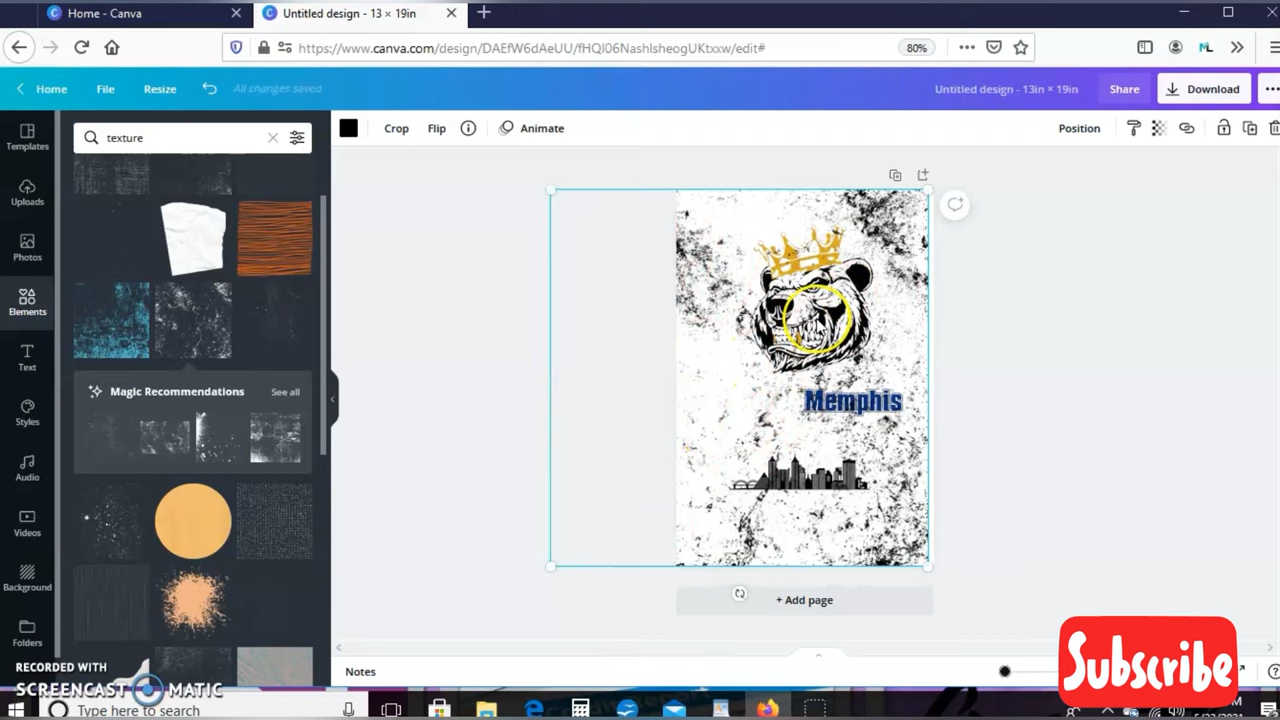 Home - Canva
Untitled design - 13 × 19in
https://www.canva.com/design/DAEfW6dAeUU/fHQl06NashlsheogUKtxxw/edit#
80%
Home
File
Resize
All changes saved
Untitled design - 13in × 19in
Share
Download
Templates
texture
Crop
Flip
Animate
Position
Uploads
Photos
Elements
Text
Magic Recommendations
See all
Styles
Memphis
Audio
Videos
Background
Folders
+ Add page
Notes
RECORDED WITH
SCREENCAST MATIC
Subscribe
Type here to search